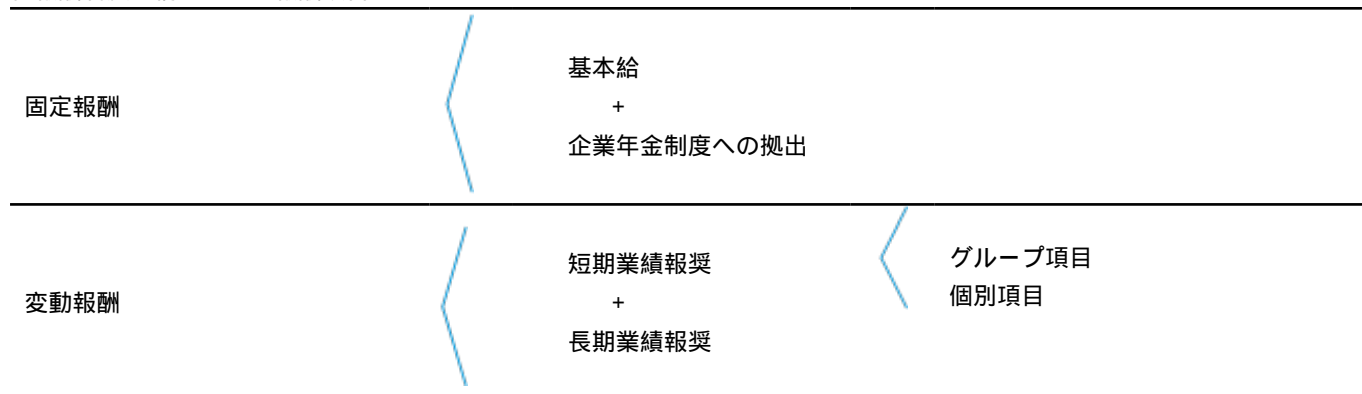 固定報酬
基本給
+
企業年金制度への拠出
変動報酬
短期業績報奨
+
長期業績報奨
グループ項目
個別項目